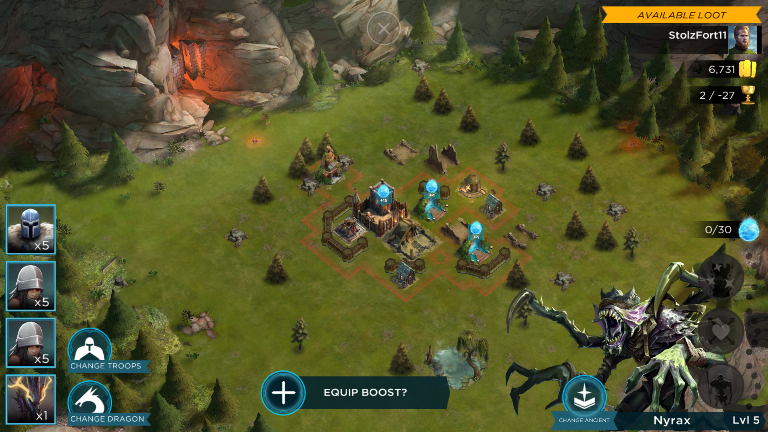 AVAILABLE LOOT
StolzFort11
6,731
2 / -27
x5
0/30
x5
x5
CHANGE TROOPS
x1
CHANGE DRAGON
EQUIP BOOST?
CHANGE ANCIENT
Nyrax
Lvl 5